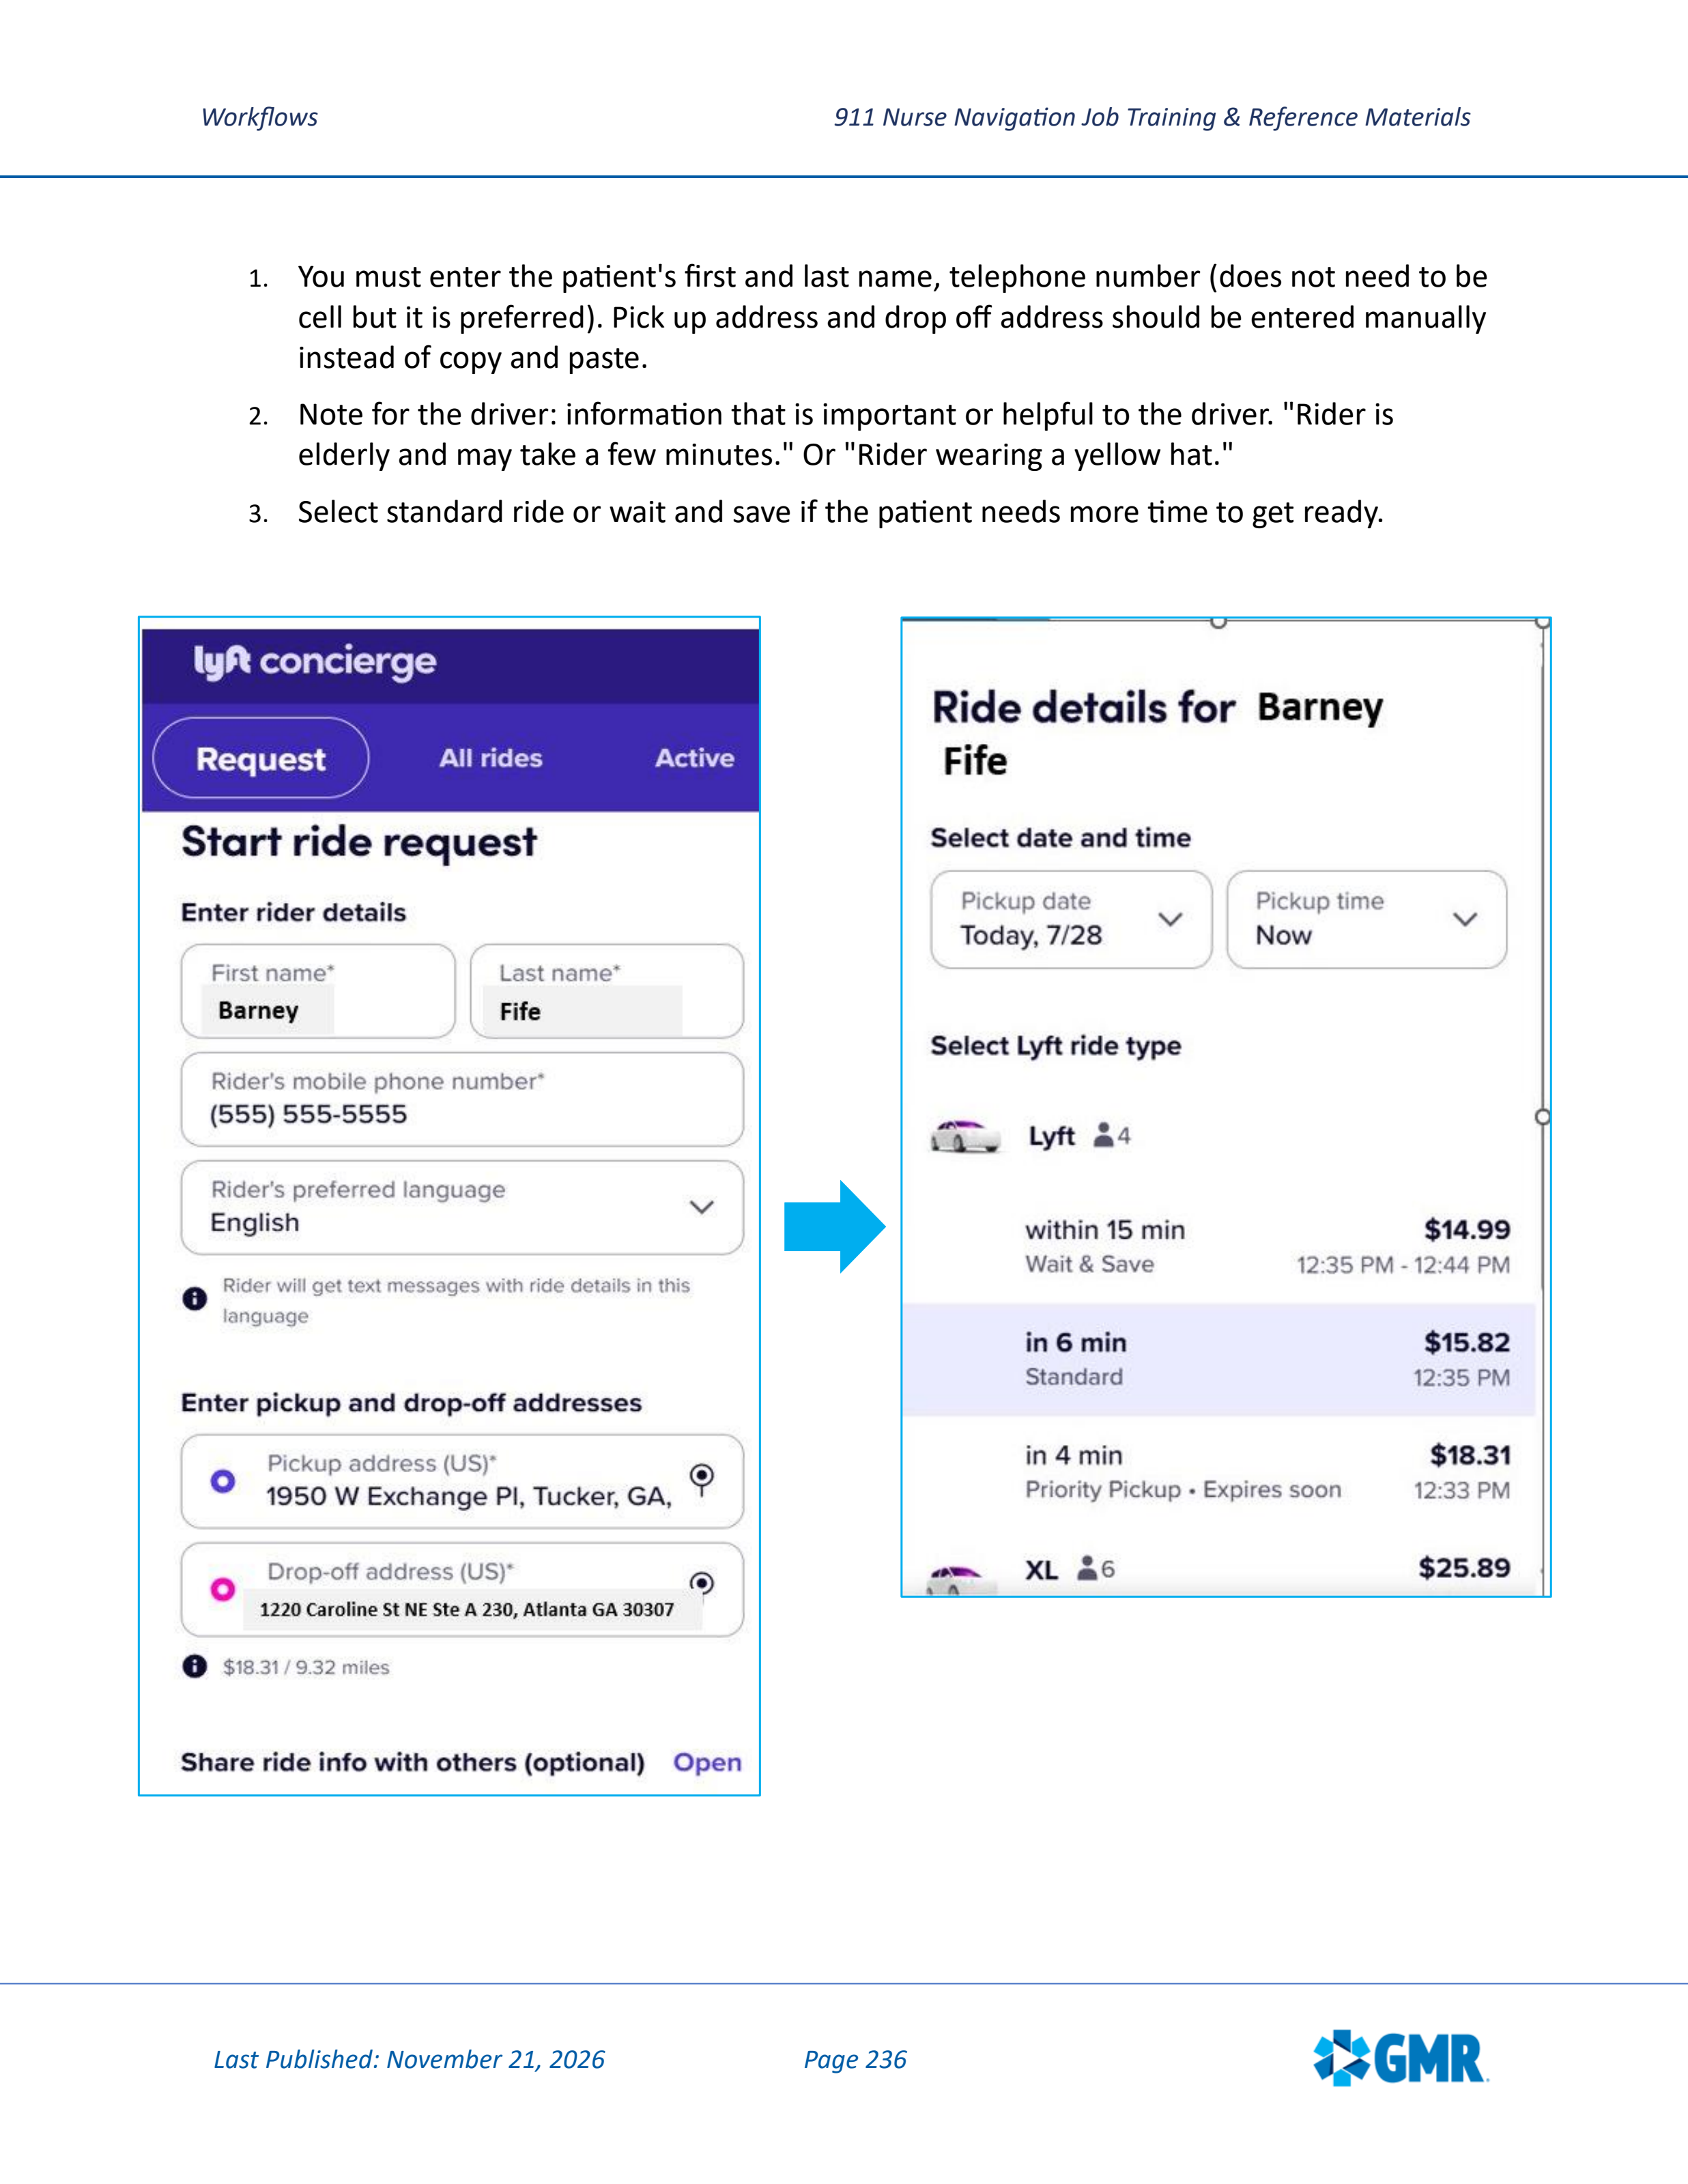 Workflows
911 Nurse Navigation Job Training & Reference Materials
1. You must enter the patient's first and last name, telephone number (does not need to be
cell but it is preferred). Pick up address and drop off address should be entered manually
instead of copy and paste.
2. Note for the driver: information that is important or helpful to the driver. "Rider is
elderly and may take a few minutes." Or "Rider wearing a yellow hat."
3. Select standard ride or wait and save if the patient needs more time to get ready.
lyft concierge
Request All rides Active
Start ride request
Enter rider details
First name* Last name*
Barney Fife
Rider's mobile phone number*
(555) 555-5555
Rider's preferred language
English
Rider will get text messages with ride details in this
language
Enter pickup and drop-off addresses
Pickup address (US)*
1950 W Exchange Pl, Tucker, GA,
Drop-off address (US)*
1220 Caroline St NE Ste A 230, Atlanta GA 30307
$18.31 / 9.32 miles
Share ride info with others (optional) Open
Ride details for Barney
Fife
Select date and time
Pickup date Pickup time
Today, 7/28 Now
Select Lyft ride type
Lyft 4
within 15 min $14.99
Wait & Save 12:35 PM - 12:44 PM
in 6 min $15.82
Standard 12:35 PM
in 4 min $18.31
Priority Pickup • Expires soon 12:33 PM
XL 6 $25.89
Last Published: November 21, 2026
Page 236
GMR